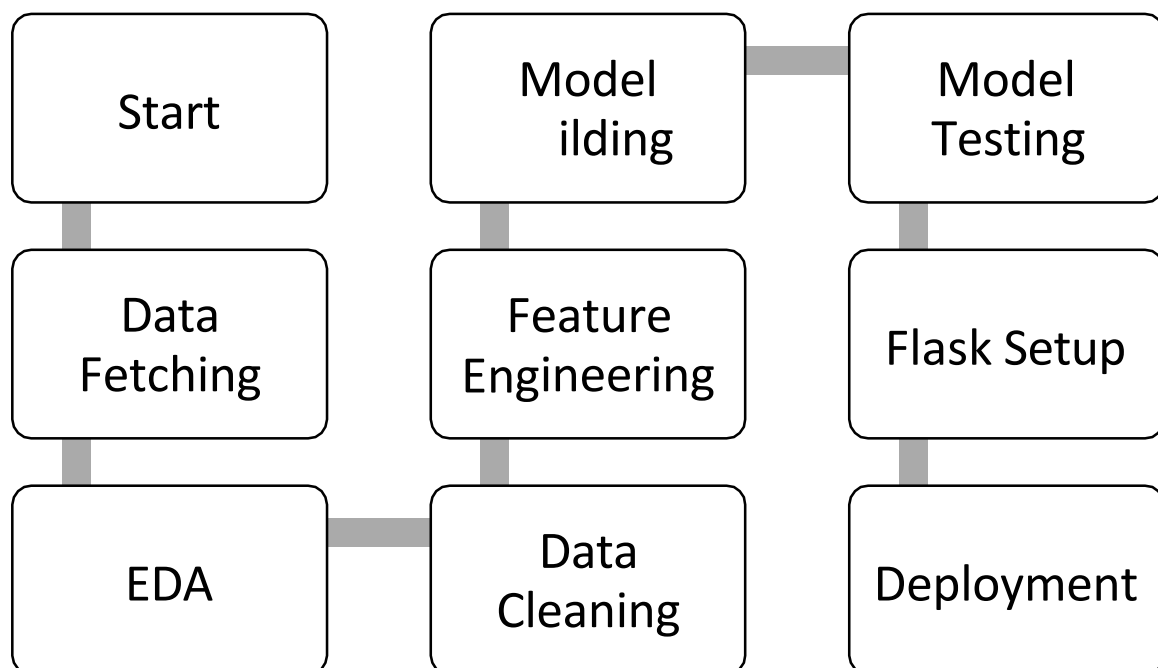 Start
Data
Fetching
EDA
Data
Cleaning
Feature
Engineering
Model
ilding
Model
Testing
Flask Setup
Deployment